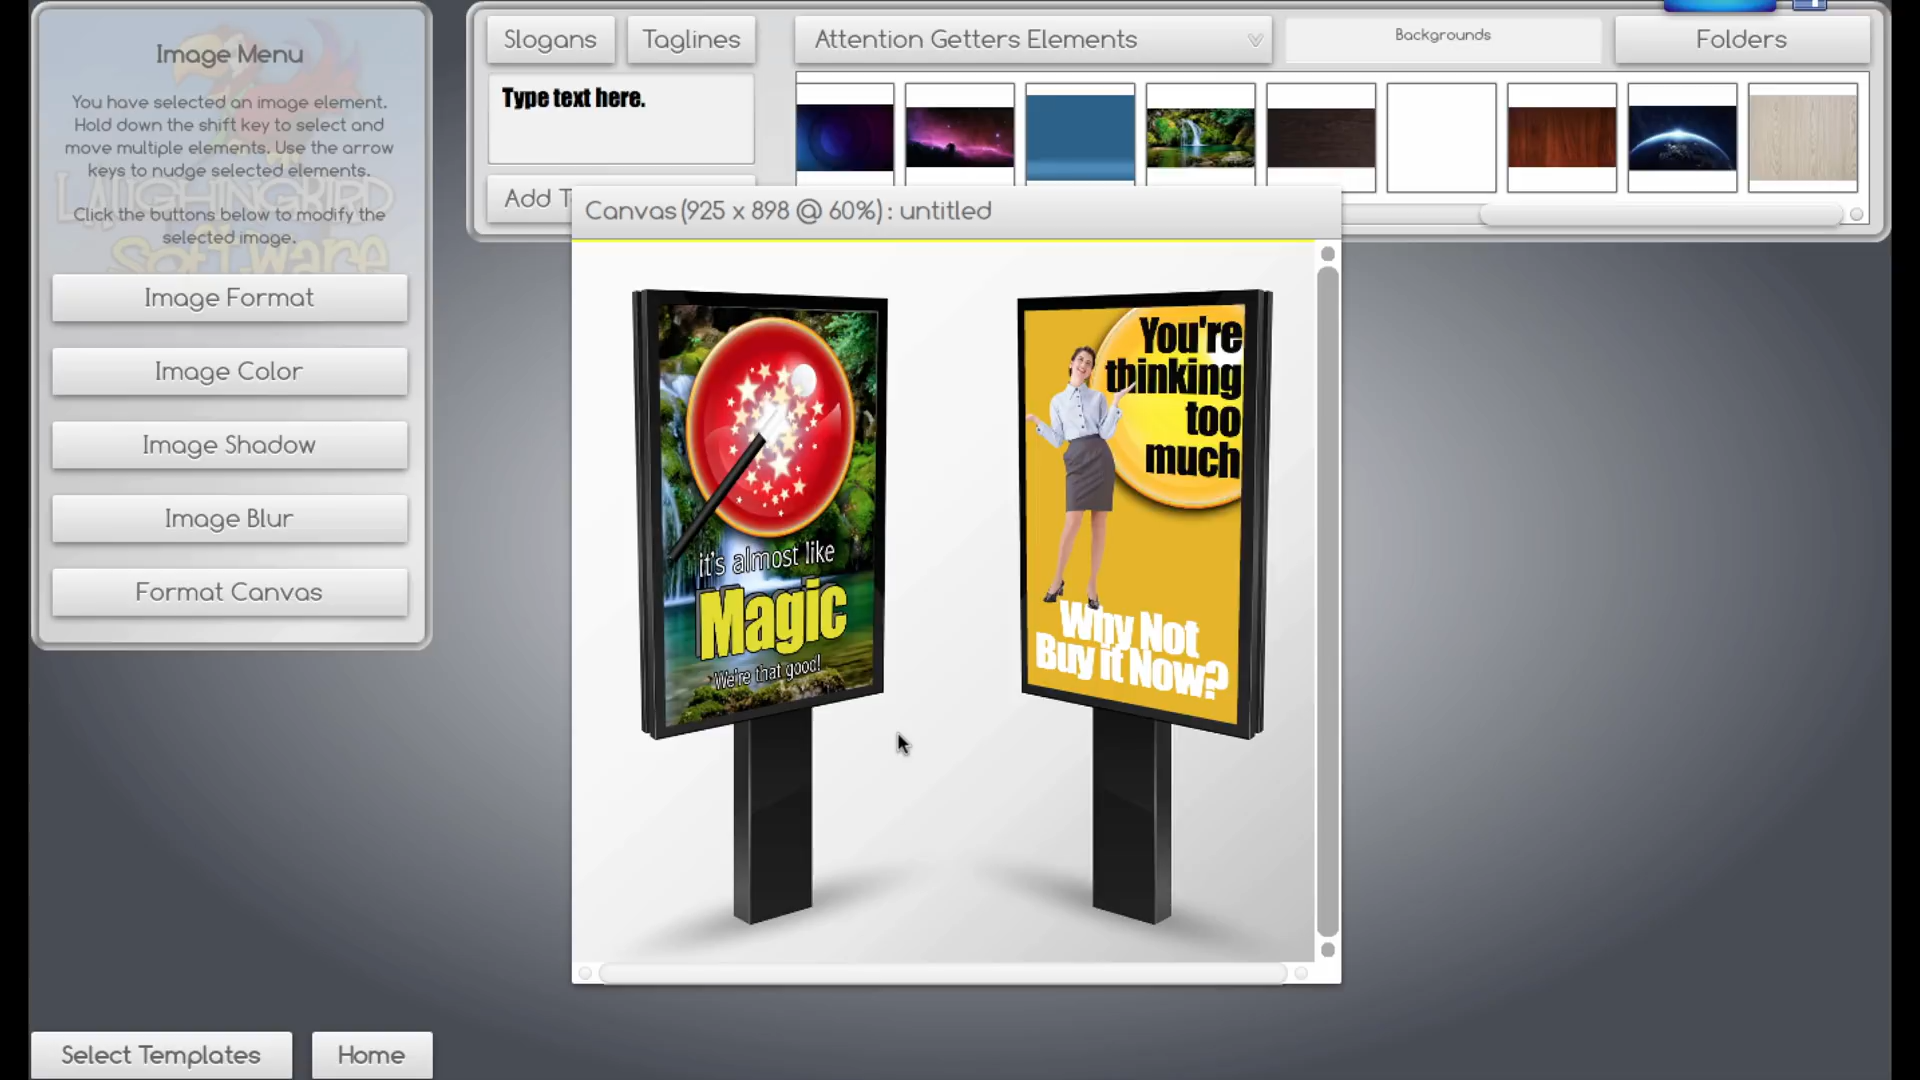 Image Menu
You have selected an image element.
Hold down the shift key to select and
move multiple elements. Use the arrow
keys to nudge selected elements.
Click the buttons below to modify the
selected image.
LAUGHINGBIRD
Software
Image Format
Image Color
Image Shadow
Image Blur
Format Canvas
Select Templates
Home
Slogans
Taglines
Type text here.
Attention Getters Elements
Backgrounds
Folders
Canvas (925 x 898 @ 60%) : untitled
it's almost like
Magic
We're that good!
You're
thinking
too
much
Why Not
Buy it Now?